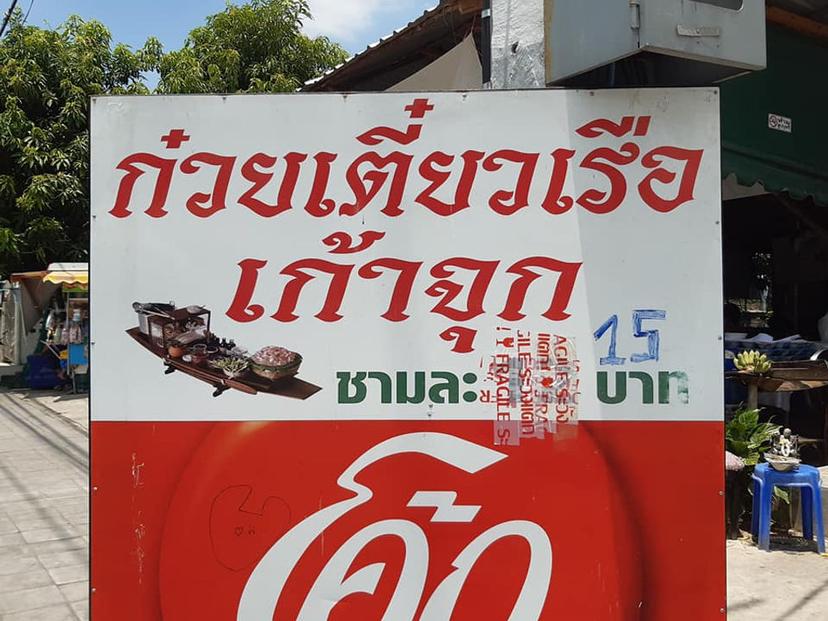 ก๋วยเตี๋ยวเรือ
เก้าจุก
15
ชามละ บาท
โค้ก